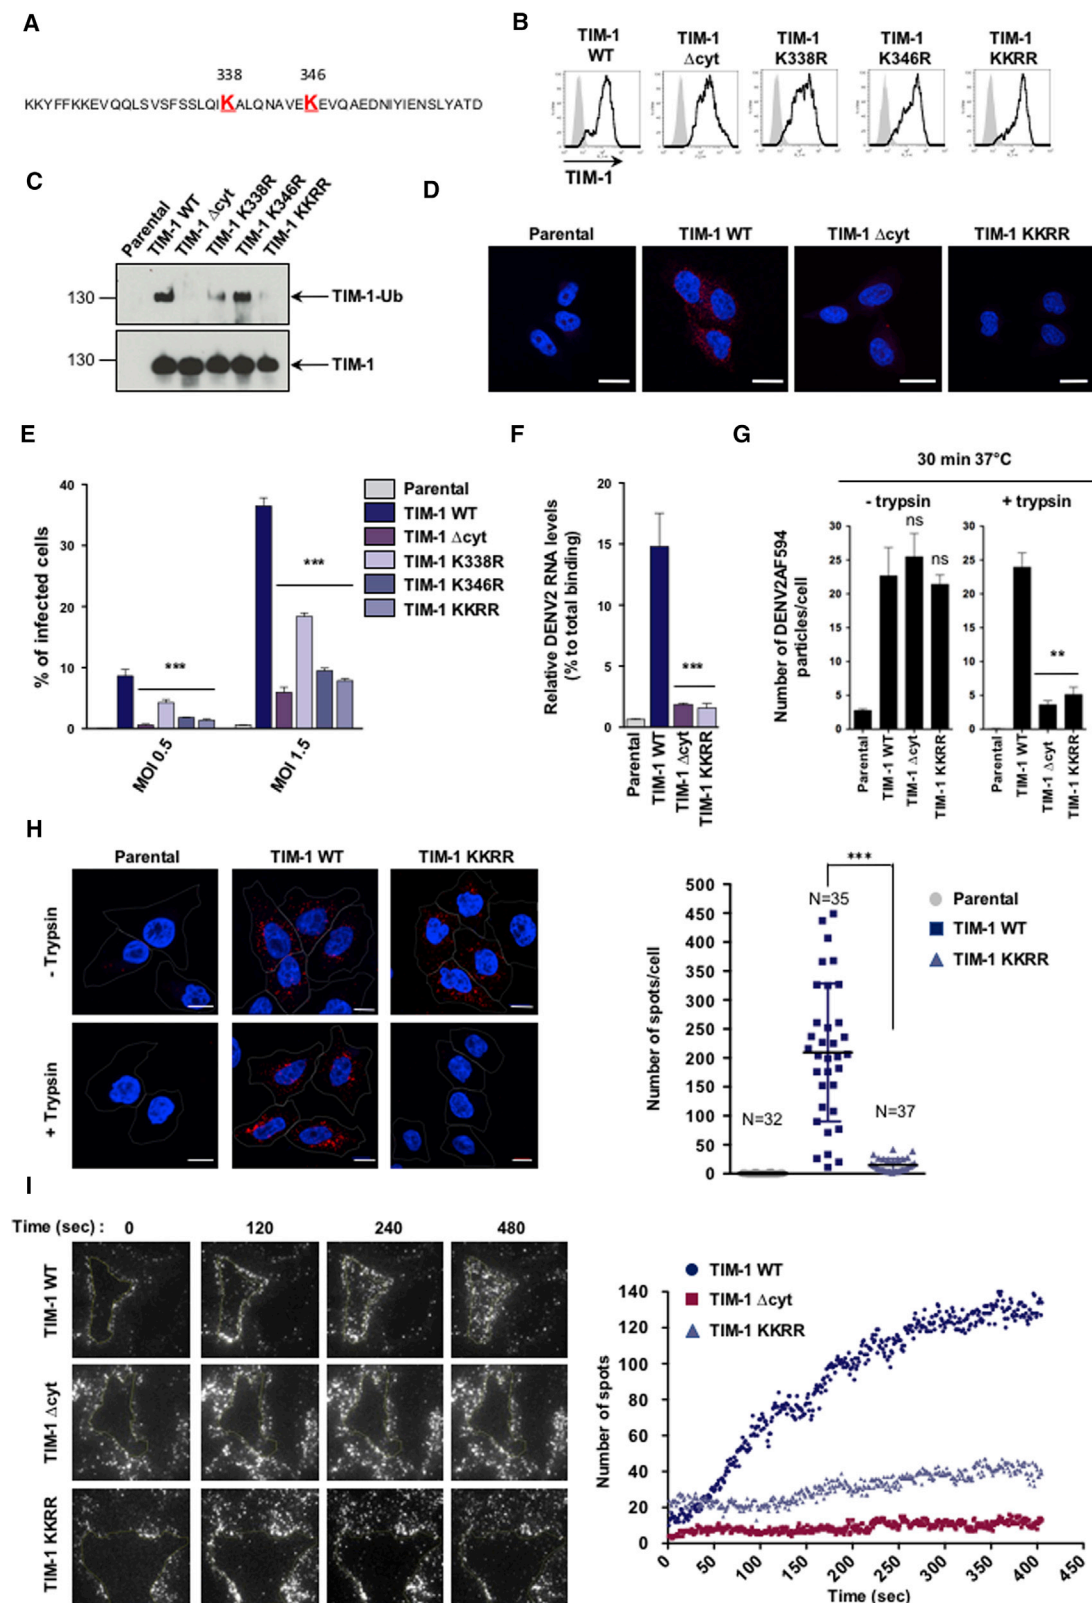 A
338 346
KKYFFKKEVQQLSVSFSSLQIKALQNAVEKEVQAEDNIYIENSLYATD
B
TIM-1 WT
TIM-1 Δcyt
TIM-1 K338R
TIM-1 K346R
TIM-1 KKRR
TIM-1
C
Parental
TIM-1 WT
TIM-1 Δcyt
TIM-1 K338R
TIM-1 K346R
TIM-1 KKRR
130
TIM-1-Ub
130
TIM-1
D
Parental
TIM-1 WT
TIM-1 Δcyt
TIM-1 KKRR
E
% of infected cells
40
30
20
10
0
***
***
MOI 0.5
MOI 1.5
Parental
TIM-1 WT
TIM-1 Δcyt
TIM-1 K338R
TIM-1 K346R
TIM-1 KKRR
F
Relative DENV2 RNA levels
(% to total binding)
20
15
10
5
0
***
Parental
TIM-1 WT
TIM-1 Δcyt
TIM-1 KKRR
G
30 min 37°C
- trypsin
+ trypsin
Number of DENV2AF594
particles/cell
30
25
20
15
10
5
0
ns
ns
Parental
TIM-1 WT
TIM-1 Δcyt
TIM-1 KKRR
30
25
20
15
10
5
0
**
Parental
TIM-1 WT
TIM-1 Δcyt
TIM-1 KKRR
H
Parental
TIM-1 WT
TIM-1 KKRR
- Trypsin
+ Trypsin
Number of spots/cell
500
450
400
350
300
250
200
150
100
50
0
***
N=35
N=32
N=37
Parental
TIM-1 WT
TIM-1 KKRR
I
Time (sec) : 0 120 240 480
TIM-1 WT
TIM-1 Δcyt
TIM-1 KKRR
TIM-1 WT
TIM-1 Δcyt
TIM-1 KKRR
Number of spots
140
120
100
80
60
40
20
0
0 50 100 150 200 250 300 350 400 450
Time (sec)